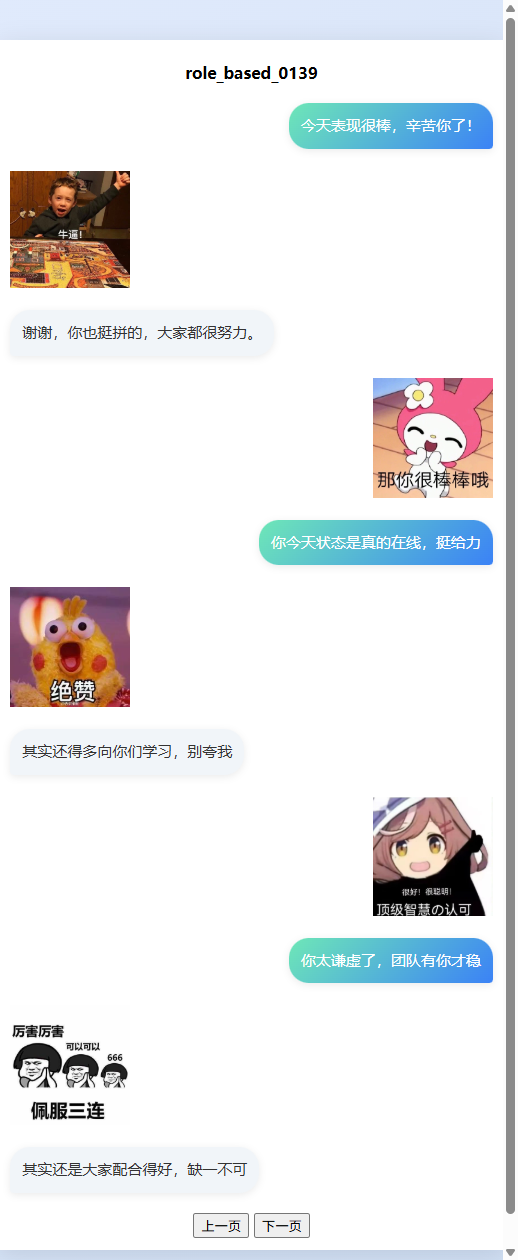 role_based_0139
今天表现很棒，辛苦你了！
牛逼！
谢谢，你也挺拼的，大家都很努力。
那你很棒棒哦
你今天状态是真的在线，挺给力
绝赞
其实还得多向你们学习，别夸我
很好！很聪明！
顶级智慧の认可
你太谦虚了，团队有你才稳
厉害厉害
可以可以
666
佩服三连
其实还是大家配合得好，缺一不可
上一页 下一页